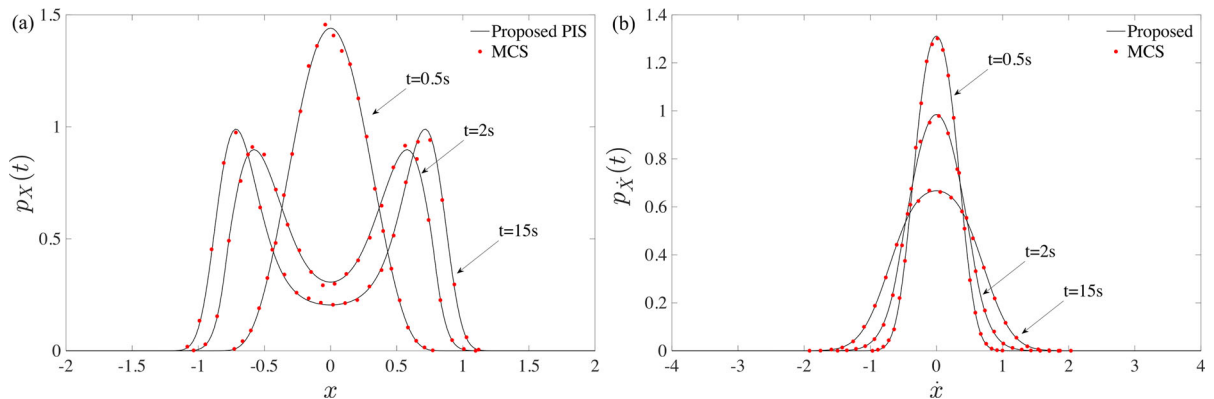 (a)
1.5
1
0.5
0
-2
-1.5
-1
-0.5
0
0.5
1
1.5
2
p_X(t)
x
Proposed PIS
MCS
t=0.5s
t=2s
t=15s
(b)
1.4
1.2
1
0.8
0.6
0.4
0.2
0
-4
-3
-2
-1
0
1
2
3
4
p_Ẋ(t)
ẋ
Proposed
MCS
t=0.5s
t=2s
t=15s